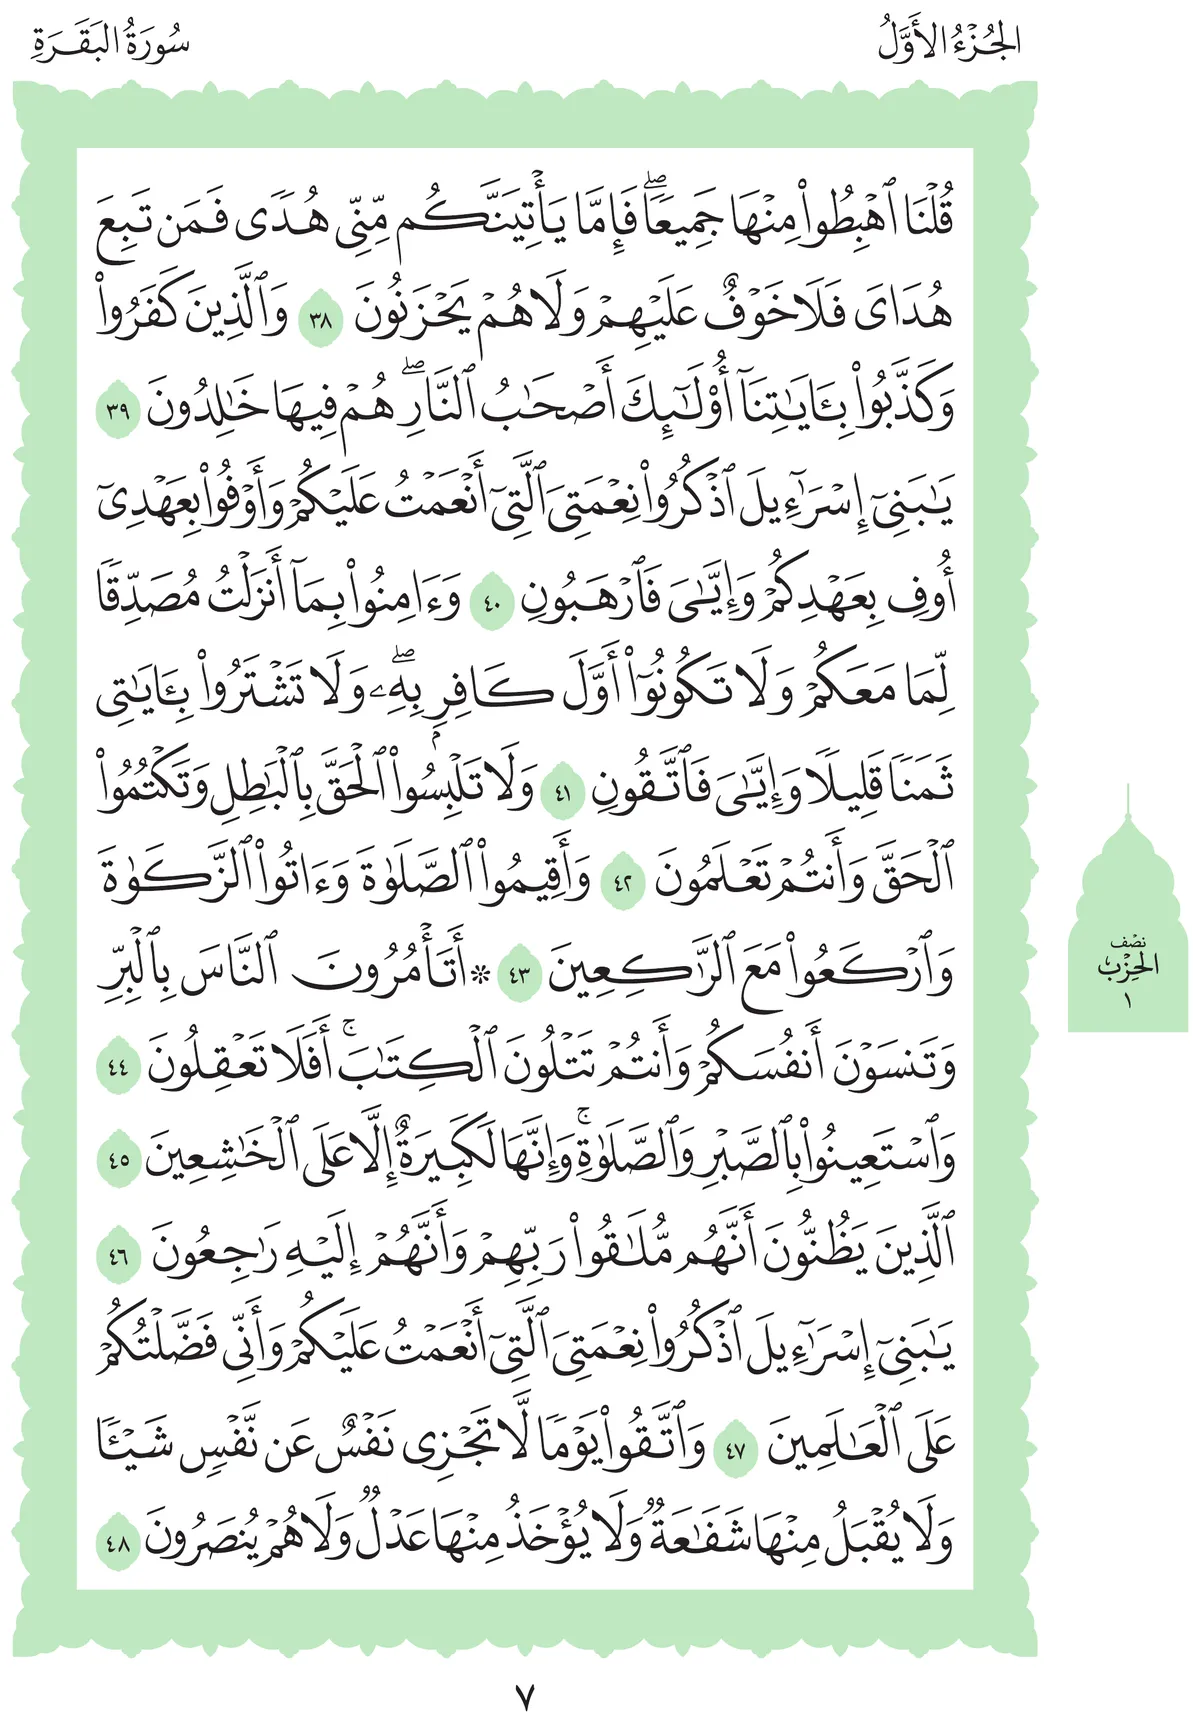 الجُزْءُ الأَوَّلُ
سُورَةُ البَقَرَةِ
قُلْنَا ٱهْبِطُواْ مِنْهَا جَمِيعٗاۖ فَإِمَّا يَأْتِيَنَّكُم مِّنِّي هُدٗى فَمَن تَبِعَ
هُدَايَ فَلَا خَوْفٌ عَلَيْهِمْ وَلَا هُمْ يَحْزَنُونَ ٣٨ وَٱلَّذِينَ كَفَرُواْ
وَكَذَّبُواْ بِـَٔايَٰتِنَآ أُوْلَٰٓئِكَ أَصْحَٰبُ ٱلنَّارِۖ هُمْ فِيهَا خَٰلِدُونَ ٣٩
يَٰبَنِيٓ إِسْرَٰٓءِيلَ ٱذْكُرُواْ نِعْمَتِيَ ٱلَّتِيٓ أَنْعَمْتُ عَلَيْكُمْ وَأَوْفُواْ بِعَهْدِيٓ
أُوفِ بِعَهْدِكُمْ وَإِيَّٰيَ فَٱرْهَبُونِ ٤٠ وَءَامِنُواْ بِمَآ أَنزَلْتُ مُصَدِّقٗا
لِّمَا مَعَكُمْ وَلَا تَكُونُوٓاْ أَوَّلَ كَافِرِۭ بِهِۦۖ وَلَا تَشْتَرُواْ بِـَٔايَٰتِي
ثَمَنٗا قَلِيلٗا وَإِيَّٰيَ فَٱتَّقُونِ ٤١ وَلَا تَلْبِسُواْ ٱلْحَقَّ بِٱلْبَٰطِلِ وَتَكْتُمُواْ
ٱلْحَقَّ وَأَنتُمْ تَعْلَمُونَ ٤٢ وَأَقِيمُواْ ٱلصَّلَوٰةَ وَءَاتُواْ ٱلزَّكَوٰةَ
وَٱرْكَعُواْ مَعَ ٱلرَّٰكِعِينَ ٤٣ * أَتَأْمُرُونَ ٱلنَّاسَ بِٱلْبِرِّ
وَتَنسَوْنَ أَنفُسَكُمْ وَأَنتُمْ تَتْلُونَ ٱلْكِتَٰبَۚ أَفَلَا تَعْقِلُونَ ٤٤
وَٱسْتَعِينُواْ بِٱلصَّبْرِ وَٱلصَّلَوٰةِۚ وَإِنَّهَا لَكَبِيرَةٌ إِلَّا عَلَى ٱلْخَٰشِعِينَ ٤٥
ٱلَّذِينَ يَظُنُّونَ أَنَّهُم مُّلَٰقُواْ رَبِّهِمْ وَأَنَّهُمْ إِلَيْهِ رَٰجِعُونَ ٤٦
يَٰبَنِيٓ إِسْرَٰٓءِيلَ ٱذْكُرُواْ نِعْمَتِيَ ٱلَّتِيٓ أَنْعَمْتُ عَلَيْكُمْ وَأَنِّي فَضَّلْتُكُمْ
عَلَى ٱلْعَٰلَمِينَ ٤٧ وَٱتَّقُواْ يَوْمٗا لَّا تَجْزِي نَفْسٌ عَن نَّفْسٖ شَيْـٔٗا
وَلَا يُقْبَلُ مِنْهَا شَفَٰعَةٞ وَلَا يُؤْخَذُ مِنْهَا عَدْلٞ وَلَا هُمْ يُنصَرُونَ ٤٨
نصف
الحِزْب
١
٧